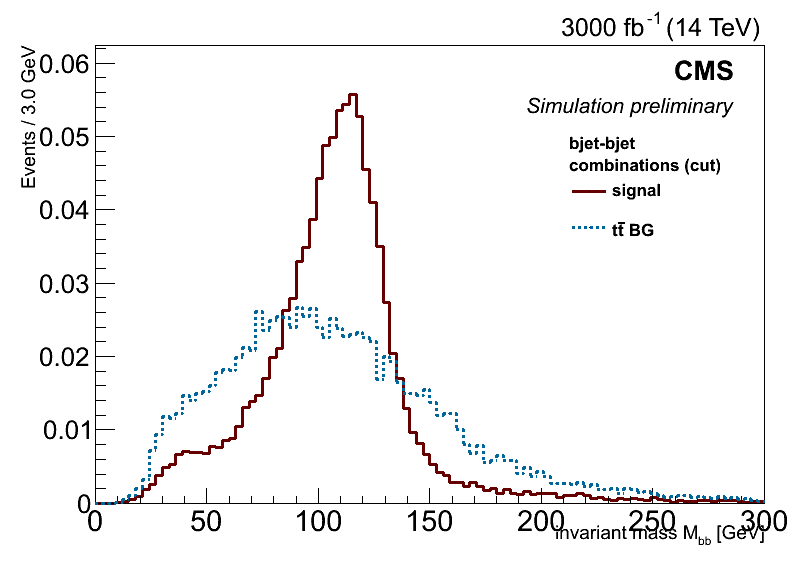 3000 fb-1 (14 TeV)
Events / 3.0 GeV
0.06
0.05
0.04
0.03
0.02
0.01
0
CMS
Simulation preliminary
bjet-bjet
combinations (cut)
signal
tt̄ BG
0 50 100 150 200 250 300
invariant mass Mbb [GeV]